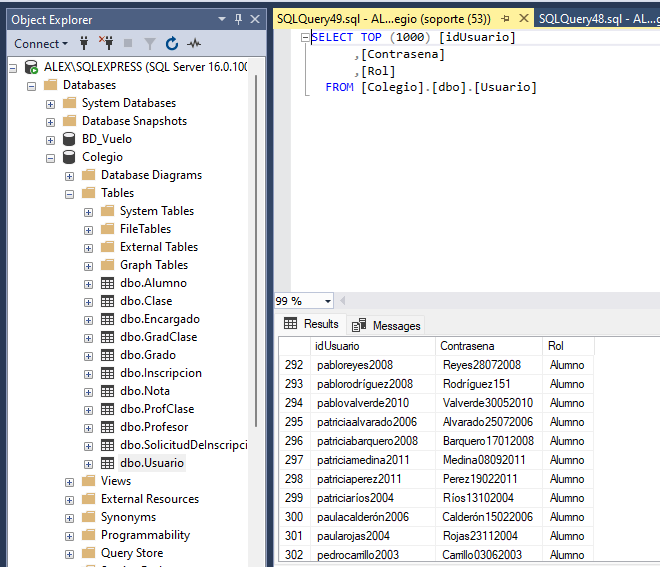 Object Explorer
Connect
ALEX\SQLEXPRESS (SQL Server 16.0.100
Databases
System Databases
Database Snapshots
BD_Vuelo
Colegio
Database Diagrams
Tables
System Tables
FileTables
External Tables
Graph Tables
dbo.Alumno
dbo.Clase
dbo.Encargado
dbo.GradClase
dbo.Grado
dbo.Inscripcion
dbo.Nota
dbo.ProfClase
dbo.Profesor
dbo.SolicitudDeInscripci
dbo.Usuario
Views
External Resources
Synonyms
Programmability
Query Store
SQLQuery49.sql - AL...egio (soporte (53))
SQLQuery48.sql - AL...g
SELECT TOP (1000) [idUsuario]
,[Contrasena]
,[Rol]
FROM [Colegio].[dbo].[Usuario]
99 %
Results Messages
idUsuario Contrasena Rol
292 pabloreyes2008 Reyes28072008 Alumno
293 pablorodríguez2008 Rodríguez151 Alumno
294 pablovalverde2010 Valverde30052010 Alumno
295 patriciaalvarado2006 Alvarado25072006 Alumno
296 patriciabarquero2008 Barquero17012008 Alumno
297 patriciamedina2011 Medina08092011 Alumno
298 patriciaperez2011 Perez19022011 Alumno
299 patriciaríos2004 Ríos13102004 Alumno
300 paulacalderón2006 Calderón15022006 Alumno
301 paularojas2004 Rojas23112004 Alumno
302 pedrocarrillo2003 Carrillo03062003 Alumno